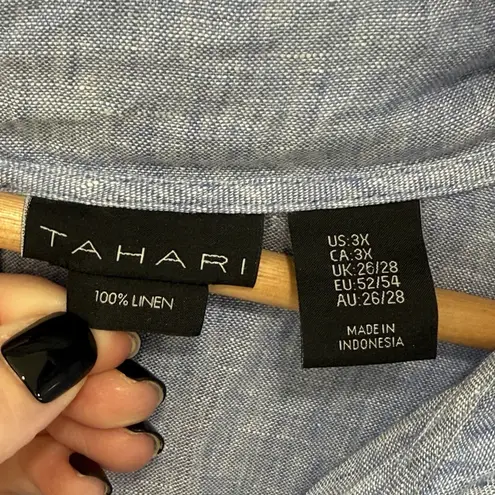 TAHARI
100% LINEN
US:3X
CA:3X
UK:26/28
EU:52/54
AU:26/28
MADE IN
INDONESIA